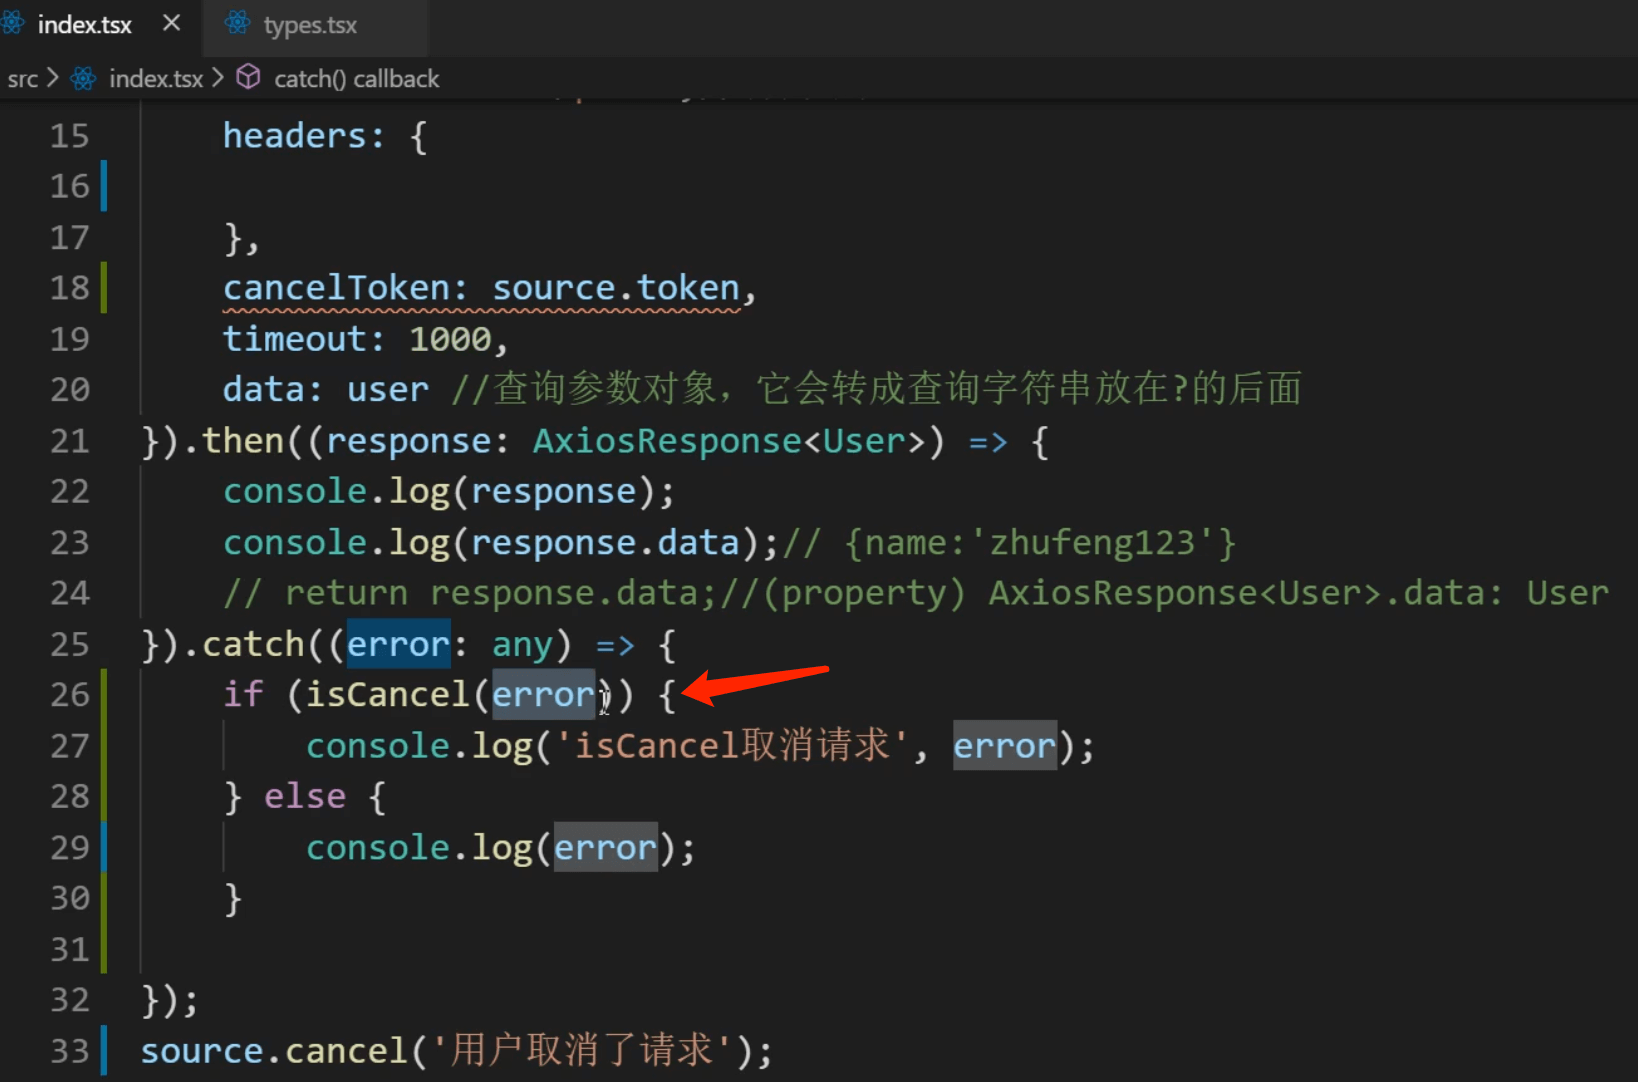 index.tsx × types.tsx
src > index.tsx > catch() callback
15 headers: {
16
17 },
18 cancelToken: source.token,
19 timeout: 1000,
20 data: user //查询参数对象，它会转成查询字符串放在?的后面
21 }).then((response: AxiosResponse<User>) => {
22 console.log(response);
23 console.log(response.data);// {name:'zhufeng123'}
24 // return response.data;//(property) AxiosResponse<User>.data: User
25 }).catch((error: any) => {
26 if (isCancel(error)) {
27 console.log('isCancel取消请求', error);
28 } else {
29 console.log(error);
30 }
31
32 });
33 source.cancel('用户取消了请求');